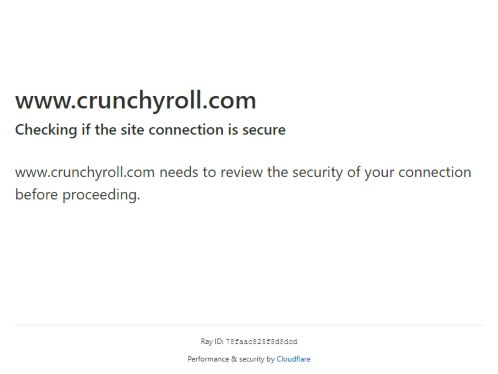 www.crunchyroll.com
Checking if the site connection is secure
www.crunchyroll.com needs to review the security of your connection
before proceeding.
Ray ID: 78faac825f8d8dcd
Performance & security by Cloudflare